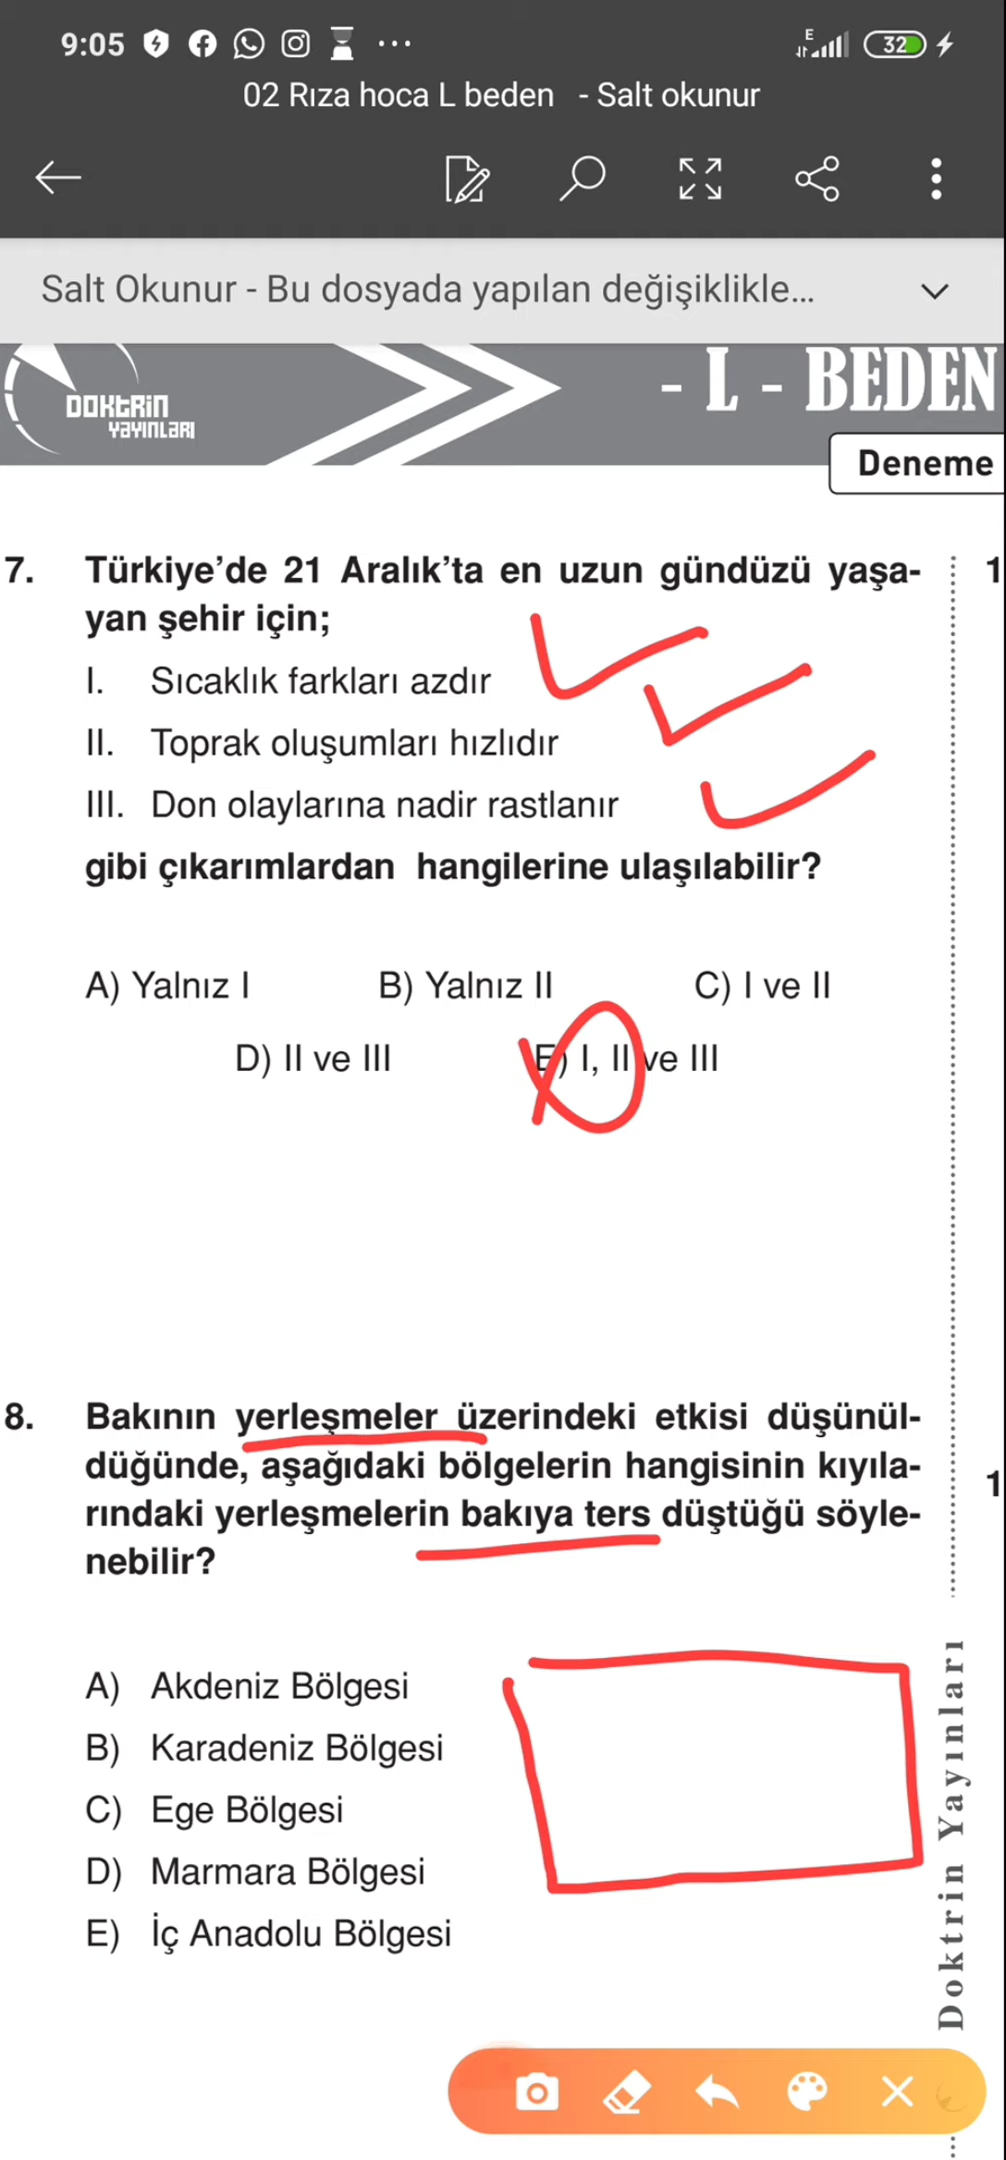 9:05
E
32
02 Rıza hoca L beden - Salt okunur
Salt Okunur - Bu dosyada yapılan değişiklikle...
DOKTRİN
YAYINLARI
- L - BEDEN
Deneme
7. Türkiye’de 21 Aralık’ta en uzun gündüzü yaşa-
yan şehir için;
I. Sıcaklık farkları azdır
II. Toprak oluşumları hızlıdır
III. Don olaylarına nadir rastlanır
gibi çıkarımlardan hangilerine ulaşılabilir?
A) Yalnız I B) Yalnız II C) I ve II
D) II ve III E) I, II ve III
8. Bakının yerleşmeler üzerindeki etkisi düşünül-
düğünde, aşağıdaki bölgelerin hangisinin kıyıla-
rındaki yerleşmelerin bakıya ters düştüğü söyle-
nebilir?
A) Akdeniz Bölgesi
B) Karadeniz Bölgesi
C) Ege Bölgesi
D) Marmara Bölgesi
E) İç Anadolu Bölgesi
1
1
Doktrin Yayınları